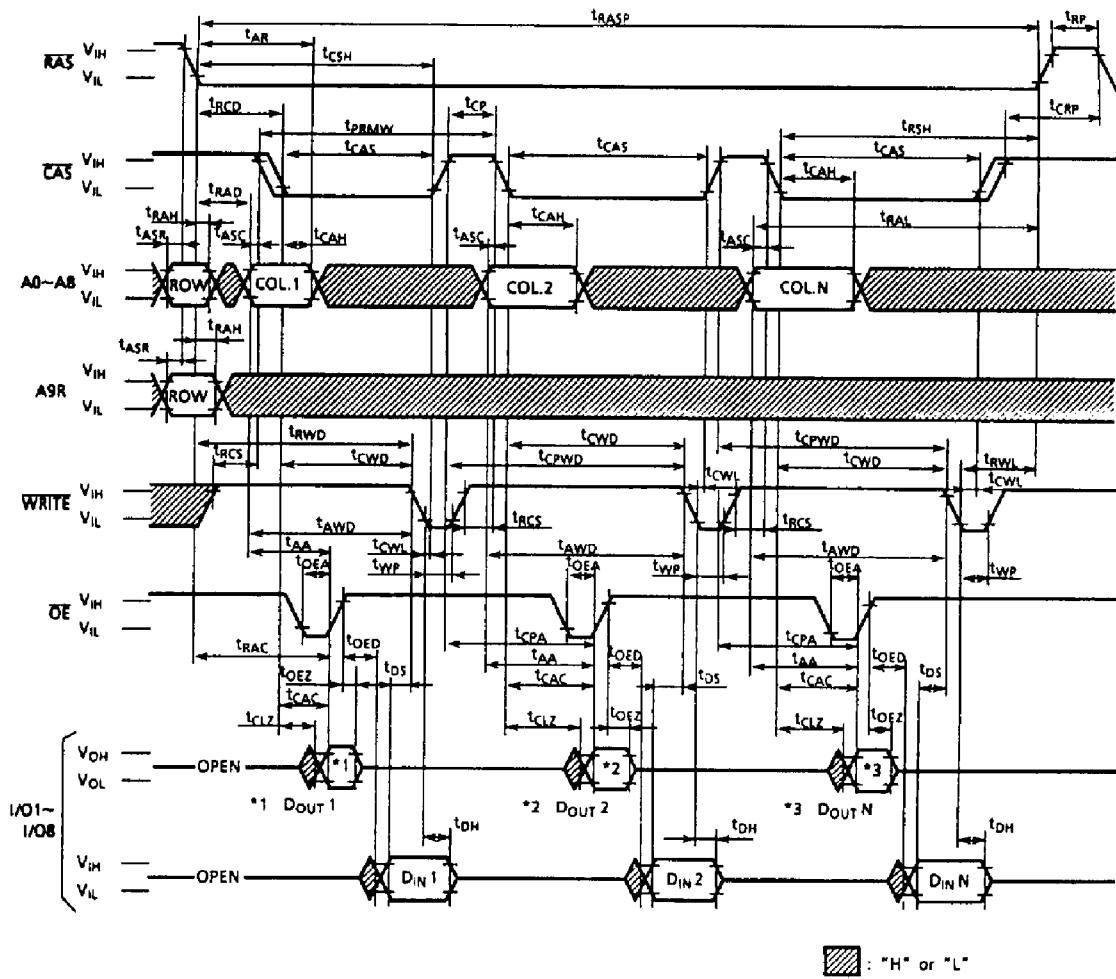 tRASP
tRP
tAR
tCSH
RAS
VIH
VIL
tRCD
tCP
tCRP
tPRMW
tRSH
CAS
VIH
VIL
tCAS
tCAS
tCAS
tRAD
tCAH
tRAH
tCAH
tRAL
tASR
tASC
tCAH
tASC
tASC
A0~A8
VIH
VIL
ROW
COL.1
COL.2
COL.N
tRAH
tASR
A9R
VIH
VIL
ROW
tRWD
tCWD
tCPWD
tRCS
tCWD
tCPWD
tCWD
tRWL
tCWL
tCWL
WRITE
VIH
VIL
tAWD
tRCS
tRCS
tAA
tCWL
tAWD
tAWD
tOEA
tWP
tOEA
tWP
tOEA
tWP
OE
VIH
VIL
tCPA
tCPA
tRAC
tOED
tAA
tOED
tAA
tOED
tOEZ
tDS
tCAC
tDS
tCAC
tDS
tCAC
tCLZ
tCLZ
tOEZ
tCLZ
tOEZ
I/O1~
I/O8
VOH
VOL
OPEN
*1
*2
*3
*1 DOUT 1
*2 DOUT 2
*3 DOUT N
tDH
tDH
tDH
VIH
VIL
OPEN
DIN 1
DIN 2
DIN N
: "H" or "L"